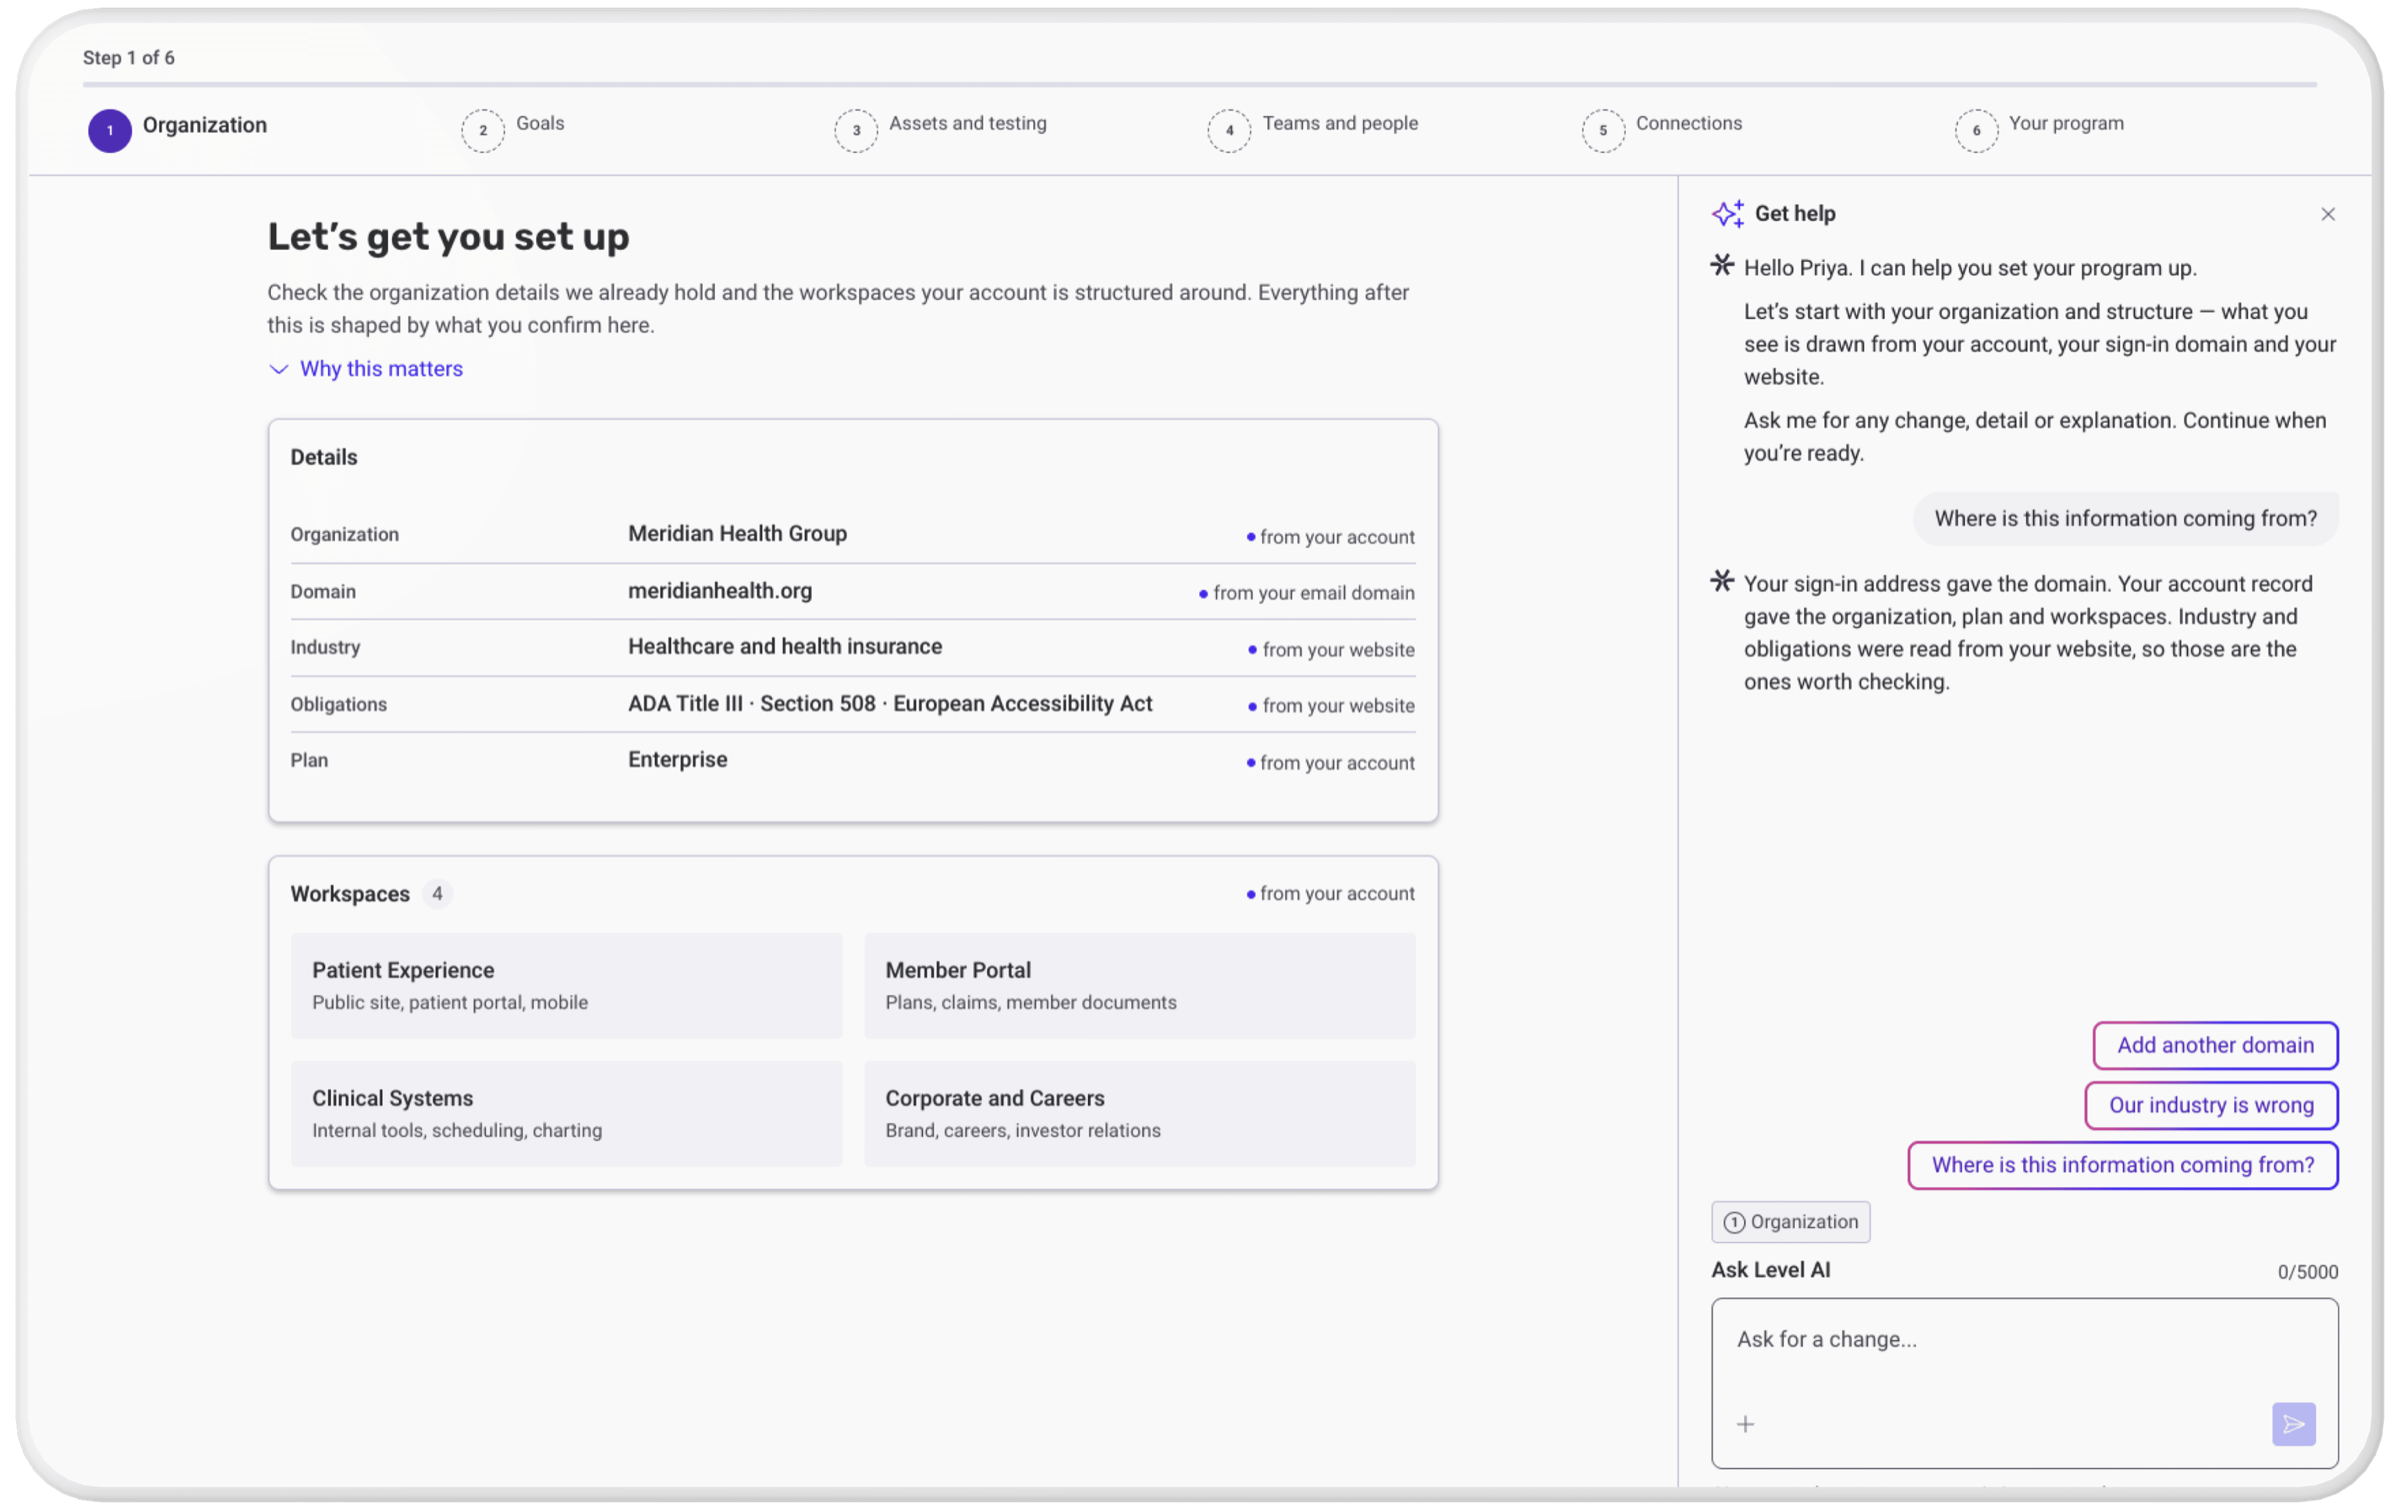 Step 1 of 6
1 Organization
2 Goals
3 Assets and testing
4 Teams and people
5 Connections
6 Your program
Let’s get you set up
Check the organization details we already hold and the workspaces your account is structured around. Everything after
this is shaped by what you confirm here.
Why this matters
Details
Organization Meridian Health Group from your account
Domain meridianhealth.org from your email domain
Industry Healthcare and health insurance from your website
Obligations ADA Title III · Section 508 · European Accessibility Act from your website
Plan Enterprise from your account
Workspaces 4 from your account
Patient Experience
Public site, patient portal, mobile
Member Portal
Plans, claims, member documents
Clinical Systems
Internal tools, scheduling, charting
Corporate and Careers
Brand, careers, investor relations
Get help
Hello Priya. I can help you set your program up.
Let’s start with your organization and structure — what you
see is drawn from your account, your sign-in domain and your
website.
Ask me for any change, detail or explanation. Continue when
you’re ready.
Where is this information coming from?
Your sign-in address gave the domain. Your account record
gave the organization, plan and workspaces. Industry and
obligations were read from your website, so those are the
ones worth checking.
Add another domain
Our industry is wrong
Where is this information coming from?
1 Organization
Ask Level AI 0/5000
Ask for a change...